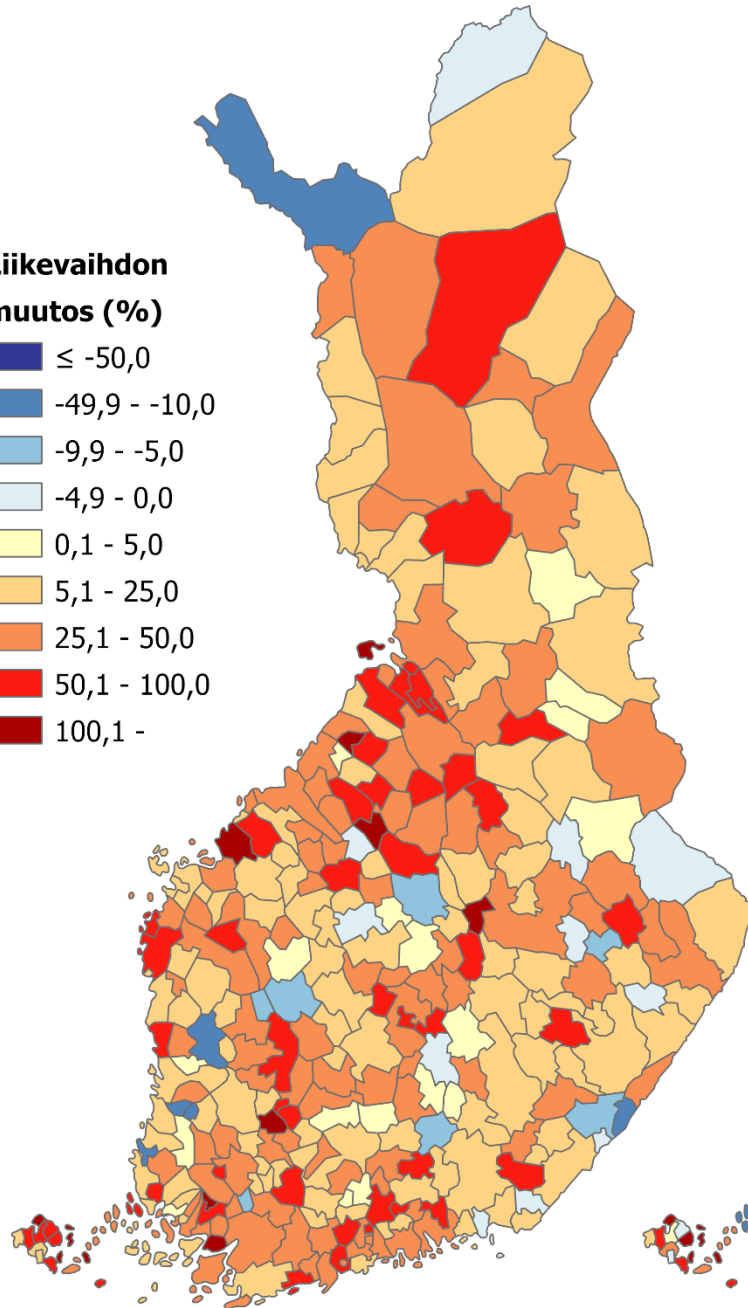 iikevaihdon
muutos (%)
≤ -50,0
-49,9 - -10,0
-9,9 - -5,0
-4,9 - 0,0
0,1 - 5,0
5,1 - 25,0
25,1 - 50,0
50,1 - 100,0
100,1 -